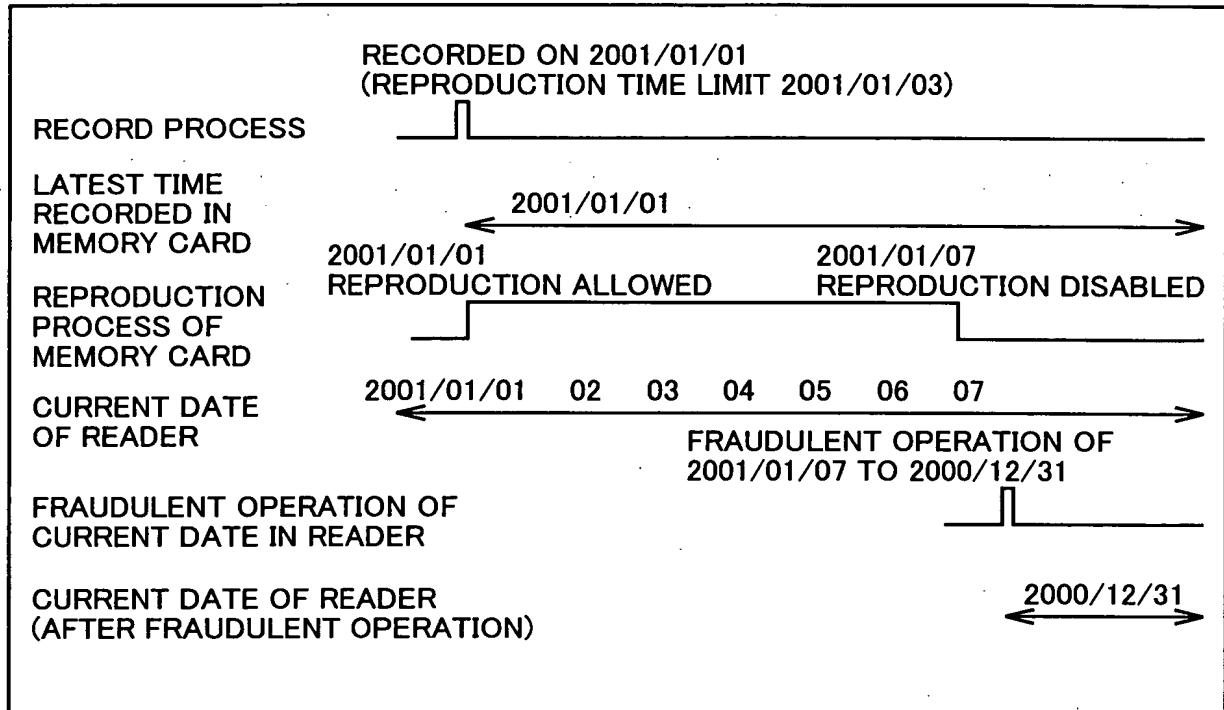 RECORDED ON 2001/01/01
(REPRODUCTION TIME LIMIT 2001/01/03)
RECORD PROCESS
LATEST TIME
RECORDED IN
MEMORY CARD
2001/01/01
2001/01/01
REPRODUCTION ALLOWED
2001/01/07
REPRODUCTION DISABLED
REPRODUCTION
PROCESS OF
MEMORY CARD
2001/01/01 02 03 04 05 06 07
CURRENT DATE
OF READER
FRAUDULENT OPERATION OF
2001/01/07 TO 2000/12/31
FRAUDULENT OPERATION OF
CURRENT DATE IN READER
CURRENT DATE OF READER
(AFTER FRAUDULENT OPERATION)
2000/12/31